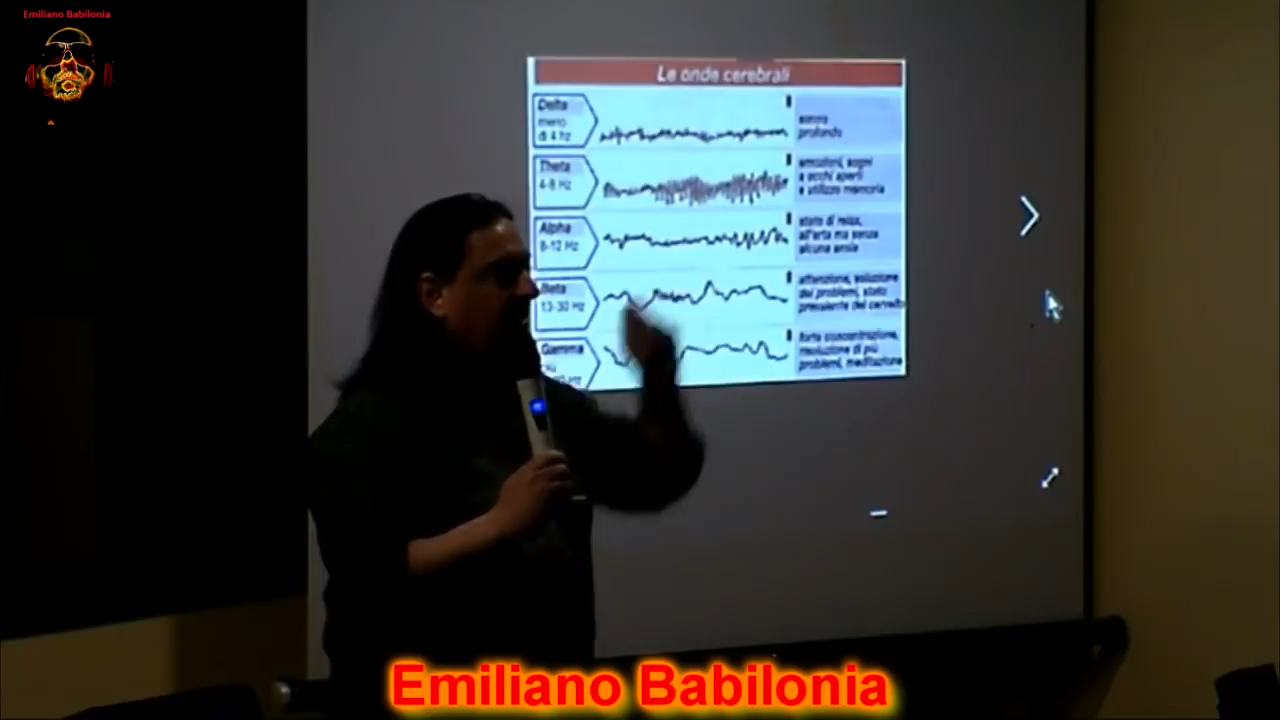 Emiliano Babilonia
Le onde cerebrali
Delta
meno
di 4 hz
sonno
profondo
Theta
4-8 Hz
emozioni, sogni
a occhi aperti
e utilizzo memoria
Alpha
8-12 Hz
stato di relax,
all'erta ma senza
alcuna ansia
Beta
13-30 Hz
attenzione, soluzione
dei problemi, stato
prevalente del cervello
Gamma
forte concentrazione,
risoluzione di più
problemi, meditazione
Emiliano Babilonia